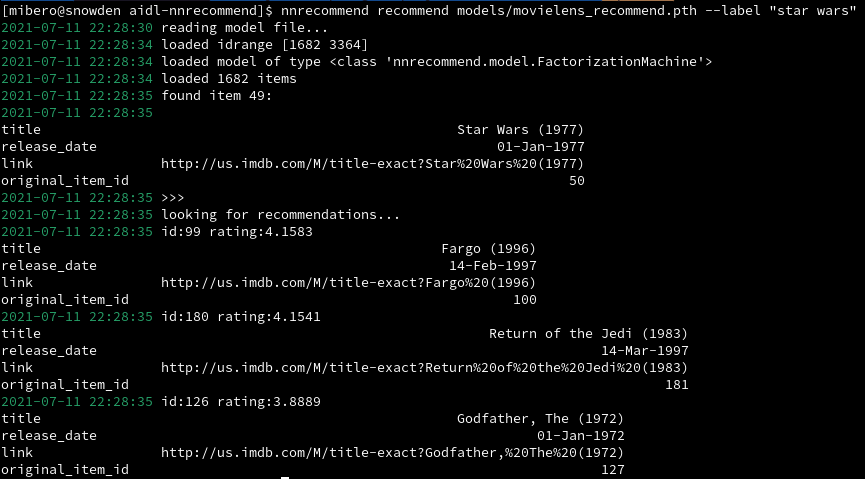 [mibero@snowden aidl-nnrecommend]$ nnrecommend recommend models/movielens_recommend.pth --label "star wars"
2021-07-11 22:28:30 reading model file...
2021-07-11 22:28:34 loaded idrange [1682 3364]
2021-07-11 22:28:34 loaded model of type <class 'nnrecommend.model.FactorizationMachine'>
2021-07-11 22:28:34 loaded 1682 items
2021-07-11 22:28:35 found item 49:
2021-07-11 22:28:35
title Star Wars (1977)
release_date 01-Jan-1977
link http://us.imdb.com/M/title-exact?Star%20Wars%20(1977)
original_item_id 50
2021-07-11 22:28:35 >>>
2021-07-11 22:28:35 looking for recommendations...
2021-07-11 22:28:35 id:99 rating:4.1583
title Fargo (1996)
release_date 14-Feb-1997
link http://us.imdb.com/M/title-exact?Fargo%20(1996)
original_item_id 100
2021-07-11 22:28:35 id:180 rating:4.1541
title Return of the Jedi (1983)
release_date 14-Mar-1997
link http://us.imdb.com/M/title-exact?Return%20of%20the%20Jedi%20(1983)
original_item_id 181
2021-07-11 22:28:35 id:126 rating:3.8889
title Godfather, The (1972)
release_date 01-Jan-1972
link http://us.imdb.com/M/title-exact?Godfather,%20The%20(1972)
original_item_id 127